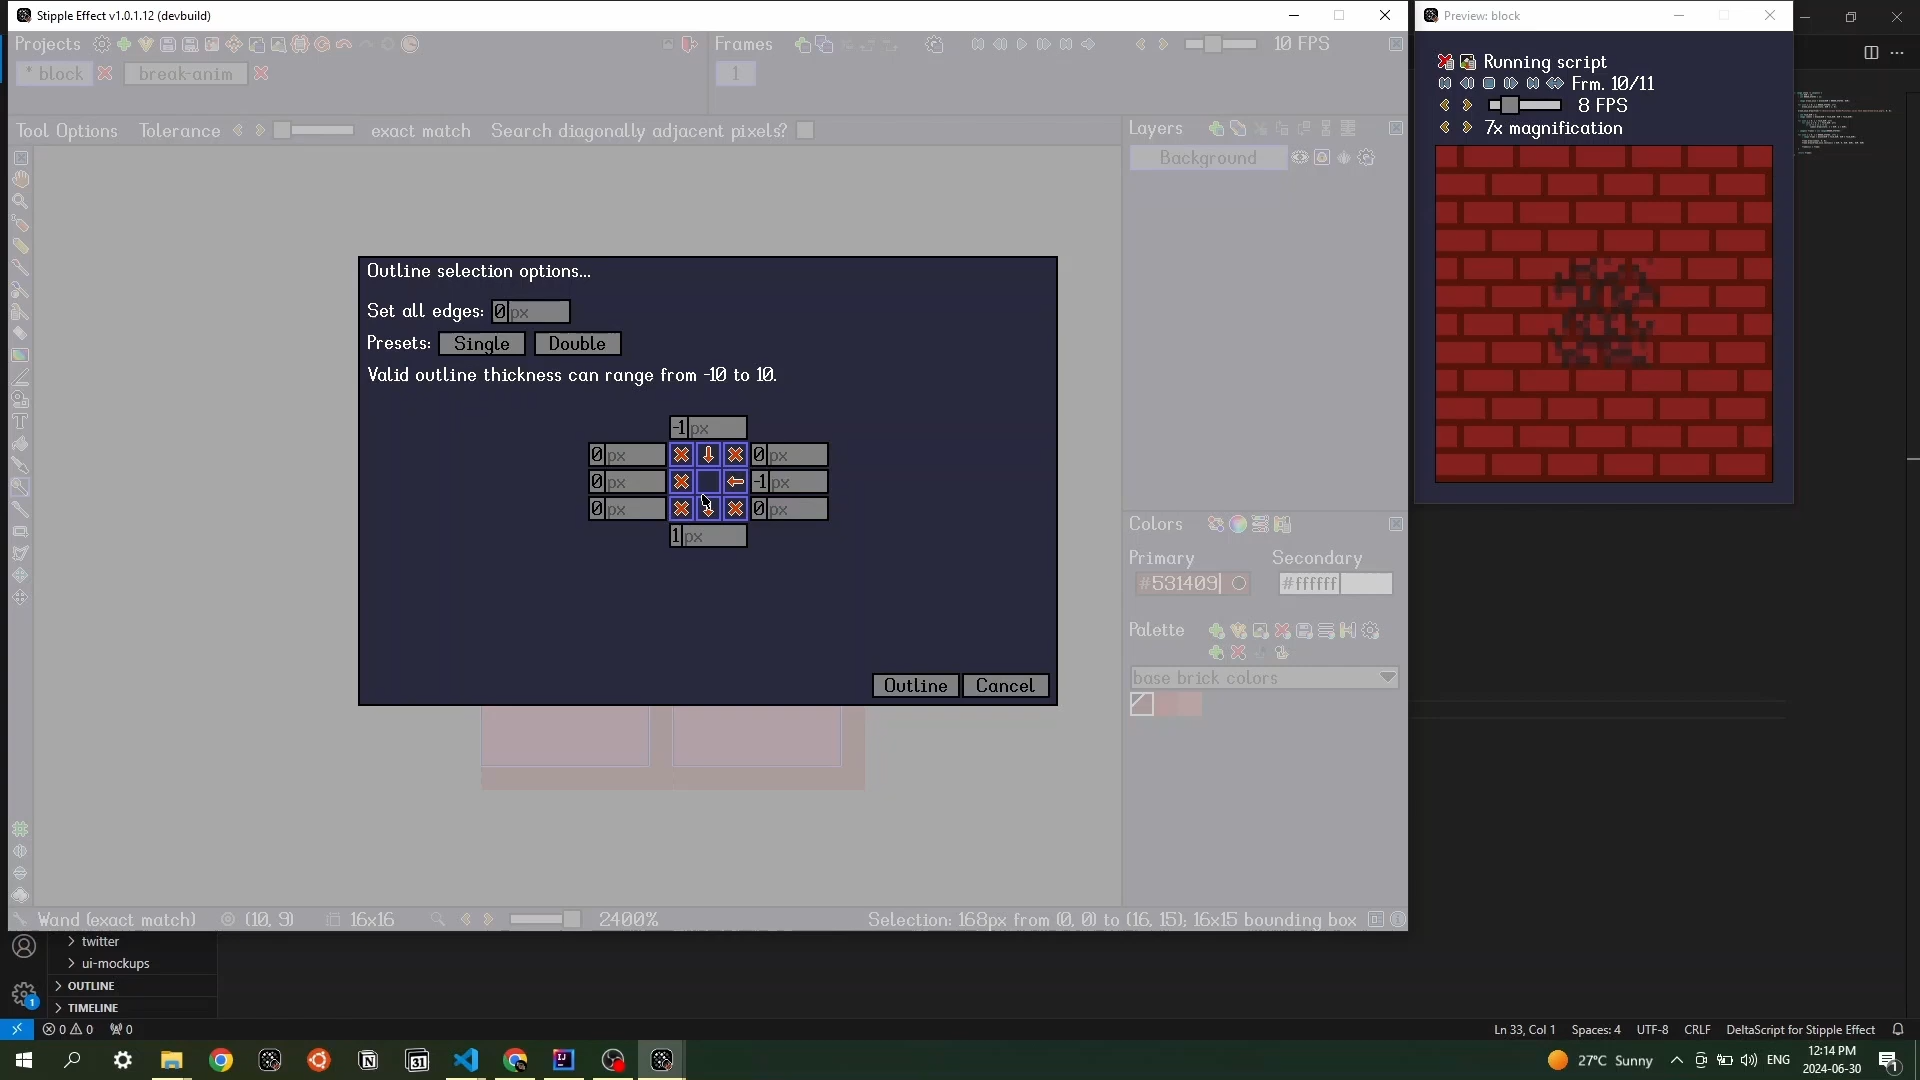 Stipple Effect v1.0.1.12 (devbuild)
Projects
* block
break-anim
Frames
10 FPS
1
Tool Options
Tolerance
exact match
Search diagonally adjacent pixels?
Layers
Background
Outline selection options...
Set all edges: 0 px
Presets: Single Double
Valid outline thickness can range from -10 to 10.
-1 px
0 px
0 px
0 px
-1 px
0 px
0 px
1 px
Outline
Cancel
Colors
Primary
Secondary
#531409
#ffffff
Palette
base brick colors
Wand (exact match)
(10, 9)
16x16
2400%
Selection: 168px from (0, 0) to (16, 15); 16x15 bounding box
Preview: block
Running script
Frm. 10/11
8 FPS
7x magnification
twitter
ui-mockups
OUTLINE
TIMELINE
1
0
0
0
Ln 33, Col 1
Spaces: 4
UTF-8
CRLF
DeltaScript for Stipple Effect
31
27°C Sunny
ENG
12:14 PM
2024-06-30
1